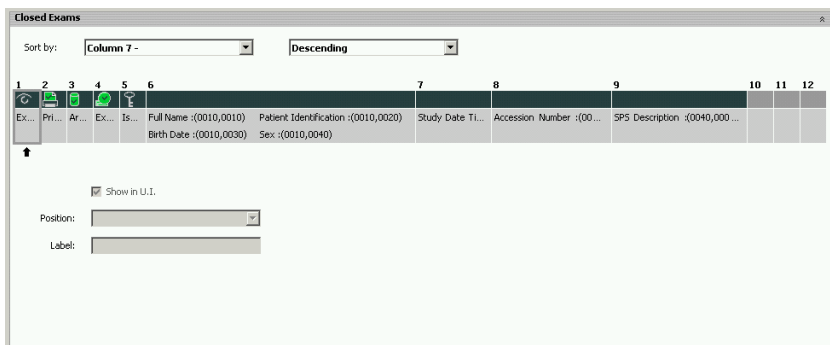 Closed Exams
Sort by: Column 7 - Descending
1 2 3 4 5 6 7 8 9 10 11 12
Ex... Pri... Ar... Ex... Is... Full Name :(0010,0010) Patient Identification :(0010,0020) Study Date Ti... Accession Number :(00... SPS Description :(0040,000 ...
Birth Date :(0010,0030) Sex :(0010,0040)
Show in U.I.
Position:
Label: